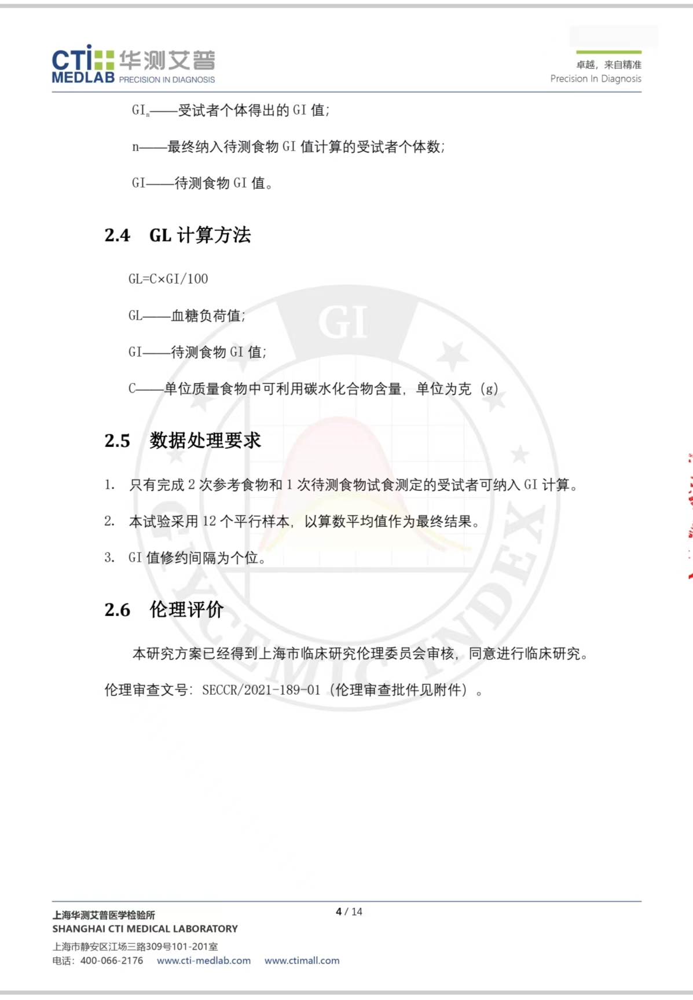 CTI MEDLAB 华测艾普
PRECISION IN DIAGNOSIS
卓越，来自精准
Precision In Diagnosis
GIn——受试者个体得出的 GI 值；
n——最终纳入待测食物 GI 值计算的受试者个体数；
GI——待测食物 GI 值。
2.4 GL 计算方法
GL=C×GI/100
GL——血糖负荷值；
GI——待测食物 GI 值；
C——单位质量食物中可利用碳水化合物含量，单位为克（g）
2.5 数据处理要求
1. 只有完成 2 次参考食物和 1 次待测食物试食测定的受试者可纳入 GI 计算。
2. 本试验采用 12 个平行样本，以算数平均值作为最终结果。
3. GI 值修约间隔为个位。
2.6 伦理评价
本研究方案已经得到上海市临床研究伦理委员会审核，同意进行临床研究。
伦理审查文号：SECCR/2021-189-01（伦理审查批件见附件）。
GI
GLYCEMIC INDEX
4 / 14
上海华测艾普医学检验所
SHANGHAI CTI MEDICAL LABORATORY
上海市静安区江场三路309号101-201室
电话：400-066-2176 www.cti-medlab.com www.ctimall.com